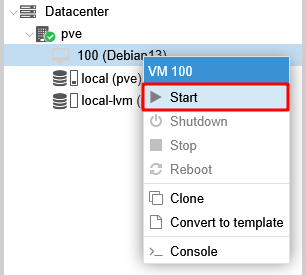 Datacenter
pve
100 (Debian13)
VM 100
local (pve)
Start
local-lvm (pve)
Shutdown
Stop
Reboot
Clone
Convert to template
Console